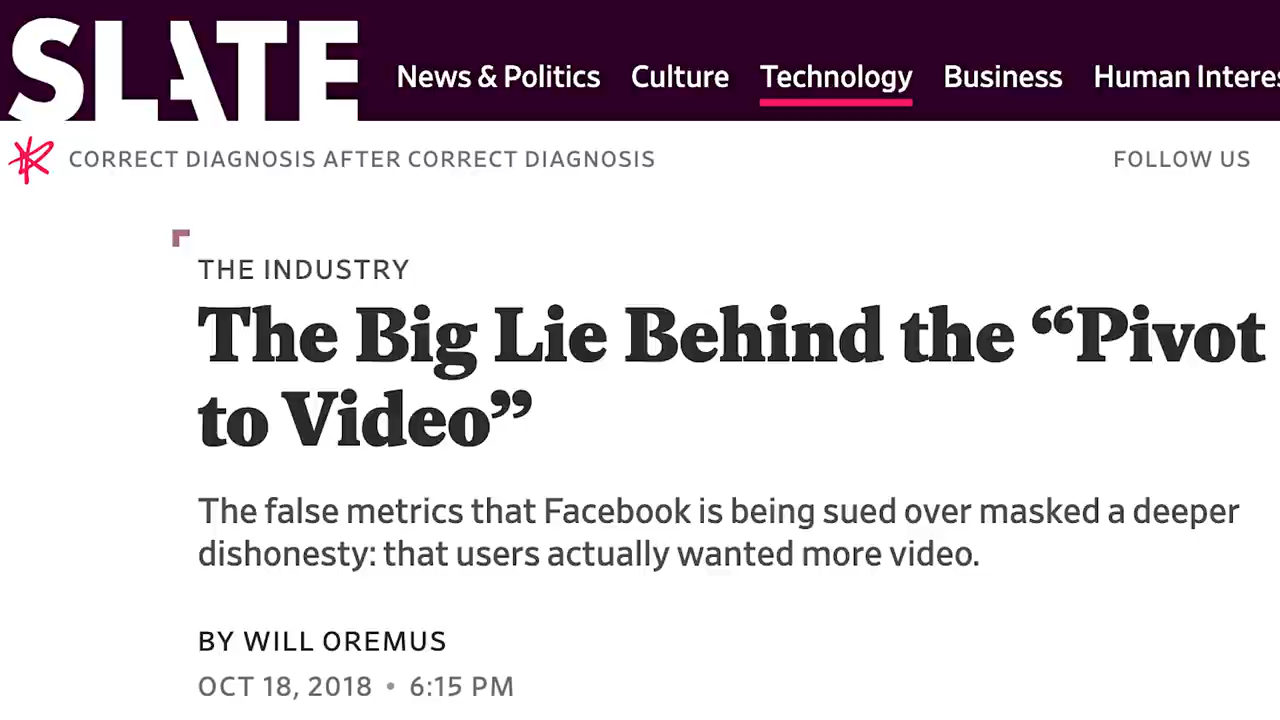 SLATE
News & Politics Culture Technology Business Human Interes
CORRECT DIAGNOSIS AFTER CORRECT DIAGNOSIS
FOLLOW US
THE INDUSTRY
The Big Lie Behind the “Pivot
to Video”
The false metrics that Facebook is being sued over masked a deeper
dishonesty: that users actually wanted more video.
BY WILL OREMUS
OCT 18, 2018 • 6:15 PM